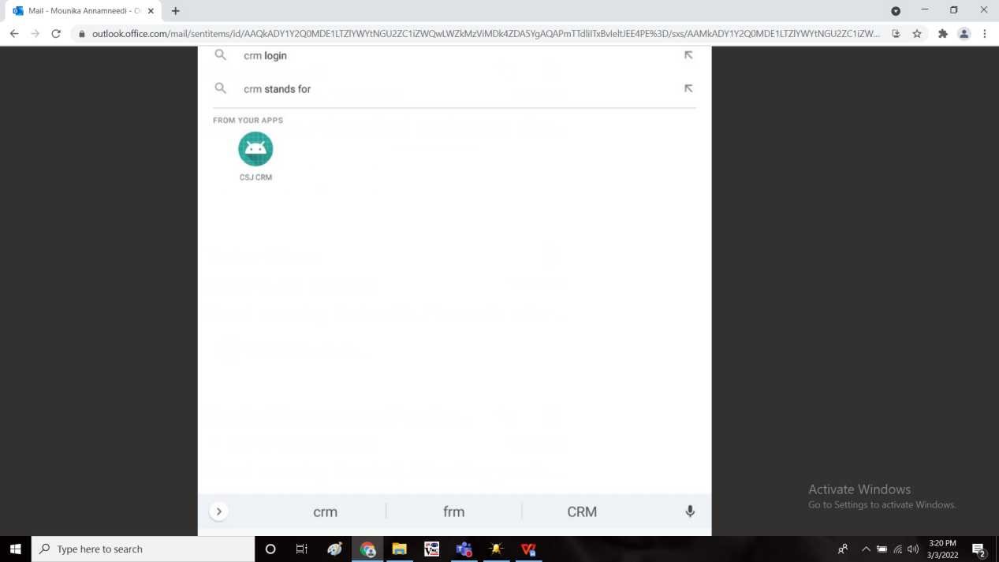 Mail - Mounika Annamneedi - O
outlook.office.com/mail/sentitems/id/AAQkADY1Y2Q0MDE1LTZlYWYtNGU2ZC1iZWQwLWZkMzViMDk4ZDA5YgAQAPmTTdliITxBvIeltJEE4PE%3D/sxs/AAMkADY1Y2Q0MDE1LTZlYWYtNGU2ZC1iZW...
crm login
crm stands for
FROM YOUR APPS
CSJ CRM
Activate Windows
Go to Settings to activate Windows.
crm frm CRM
Type here to search
3:20 PM
3/3/2022
2